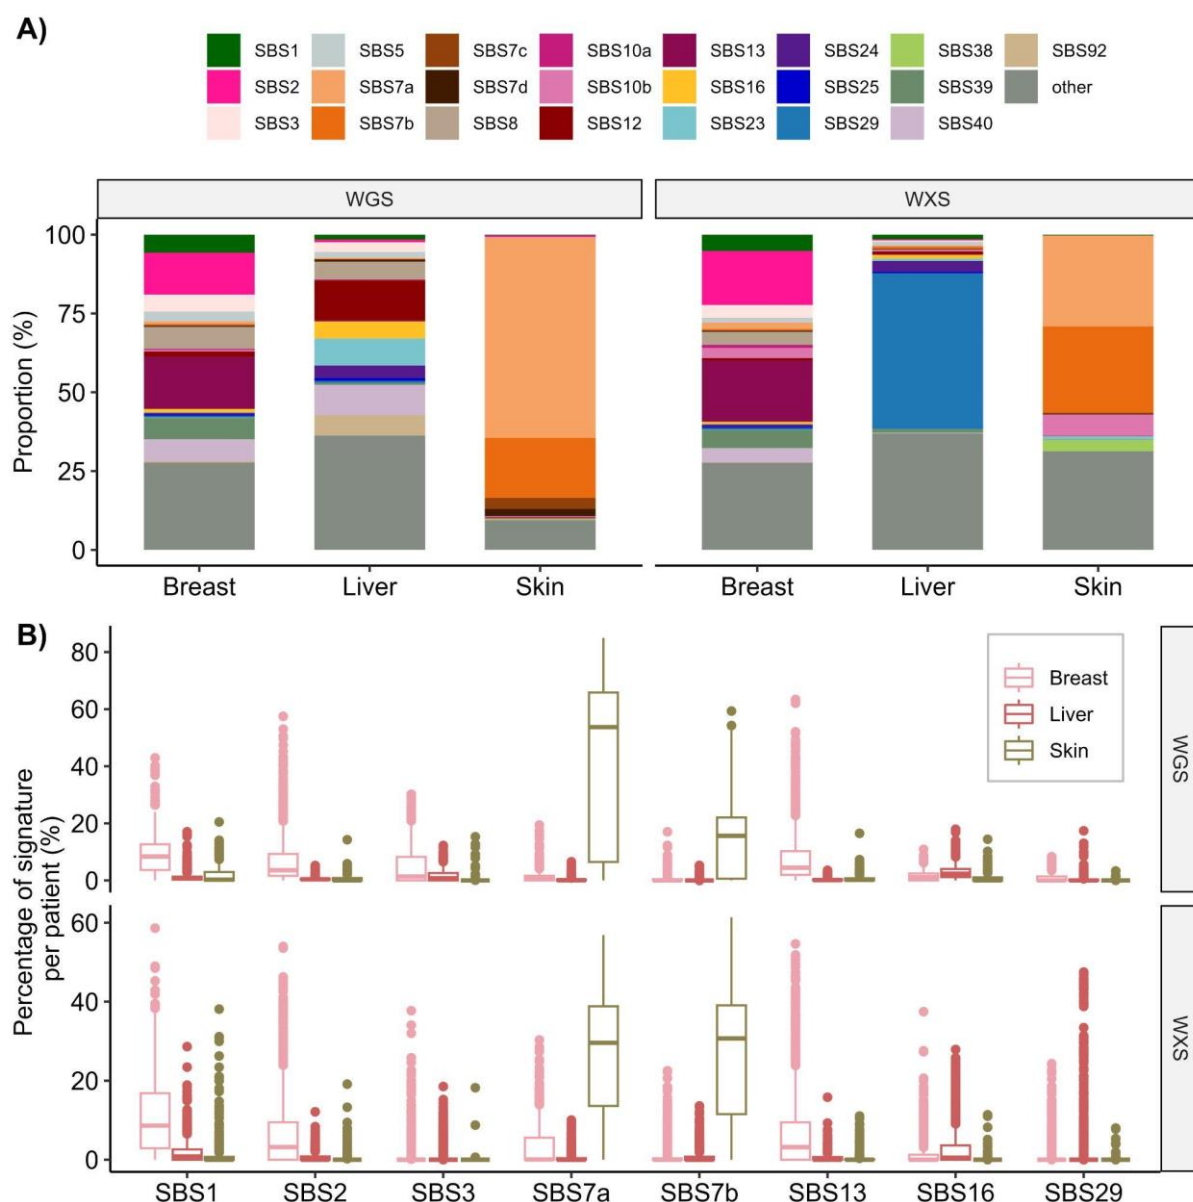 A)
SBS1 SBS5 SBS7c SBS10a SBS13 SBS24 SBS38 SBS92
SBS2 SBS7a SBS7d SBS10b SBS16 SBS25 SBS39 other
SBS3 SBS7b SBS8 SBS12 SBS23 SBS29 SBS40
WGS WXS
Proportion (%)
100
75
50
25
0
Breast Liver Skin Breast Liver Skin
B)
Percentage of signature
per patient (%)
80
60
40
20
0
Breast
Liver
Skin
WGS
60
40
20
0
WXS
SBS1 SBS2 SBS3 SBS7a SBS7b SBS13 SBS16 SBS29